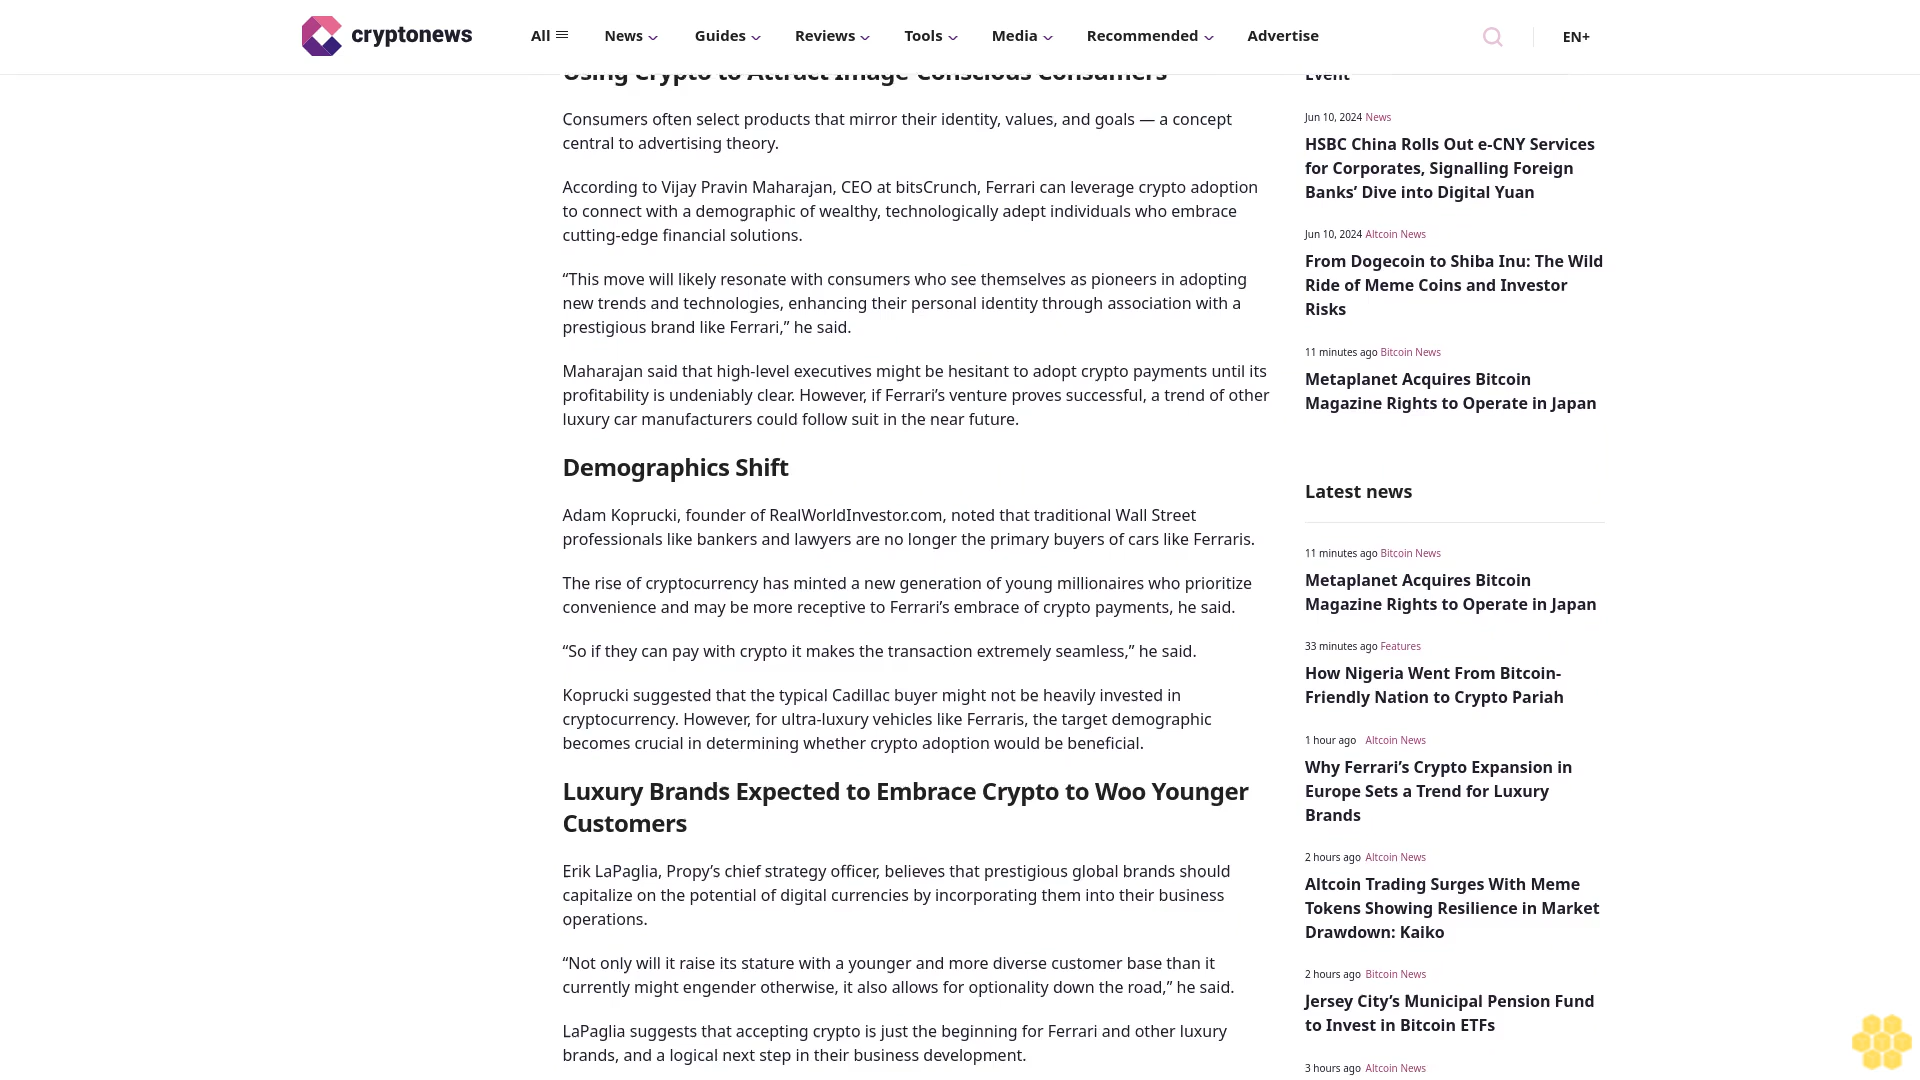 cryptonews
All
News
Guides
Reviews
Tools
Media
Recommended
Advertise
EN+
Using Crypto to Attract Image-Conscious Consumers
Consumers often select products that mirror their identity, values, and goals — a concept
central to advertising theory.
According to Vijay Pravin Maharajan, CEO at bitsCrunch, Ferrari can leverage crypto adoption
to connect with a demographic of wealthy, technologically adept individuals who embrace
cutting-edge financial solutions.
“This move will likely resonate with consumers who see themselves as pioneers in adopting
new trends and technologies, enhancing their personal identity through association with a
prestigious brand like Ferrari,” he said.
Maharajan said that high-level executives might be hesitant to adopt crypto payments until its
profitability is undeniably clear. However, if Ferrari’s venture proves successful, a trend of other
luxury car manufacturers could follow suit in the near future.
Demographics Shift
Adam Koprucki, founder of RealWorldInvestor.com, noted that traditional Wall Street
professionals like bankers and lawyers are no longer the primary buyers of cars like Ferraris.
The rise of cryptocurrency has minted a new generation of young millionaires who prioritize
convenience and may be more receptive to Ferrari’s embrace of crypto payments, he said.
“So if they can pay with crypto it makes the transaction extremely seamless,” he said.
Koprucki suggested that the typical Cadillac buyer might not be heavily invested in
cryptocurrency. However, for ultra-luxury vehicles like Ferraris, the target demographic
becomes crucial in determining whether crypto adoption would be beneficial.
Luxury Brands Expected to Embrace Crypto to Woo Younger
Customers
Erik LaPaglia, Propy’s chief strategy officer, believes that prestigious global brands should
capitalize on the potential of digital currencies by incorporating them into their business
operations.
“Not only will it raise its stature with a younger and more diverse customer base than it
currently might engender otherwise, it also allows for optionality down the road,” he said.
LaPaglia suggests that accepting crypto is just the beginning for Ferrari and other luxury
brands, and a logical next step in their business development.
Event
Jun 10, 2024 News
HSBC China Rolls Out e-CNY Services
for Corporates, Signalling Foreign
Banks’ Dive into Digital Yuan
Jun 10, 2024 Altcoin News
From Dogecoin to Shiba Inu: The Wild
Ride of Meme Coins and Investor
Risks
11 minutes ago Bitcoin News
Metaplanet Acquires Bitcoin
Magazine Rights to Operate in Japan
Latest news
11 minutes ago Bitcoin News
Metaplanet Acquires Bitcoin
Magazine Rights to Operate in Japan
33 minutes ago Features
How Nigeria Went From Bitcoin-
Friendly Nation to Crypto Pariah
1 hour ago Altcoin News
Why Ferrari’s Crypto Expansion in
Europe Sets a Trend for Luxury
Brands
2 hours ago Altcoin News
Altcoin Trading Surges With Meme
Tokens Showing Resilience in Market
Drawdown: Kaiko
2 hours ago Bitcoin News
Jersey City’s Municipal Pension Fund
to Invest in Bitcoin ETFs
3 hours ago Altcoin News